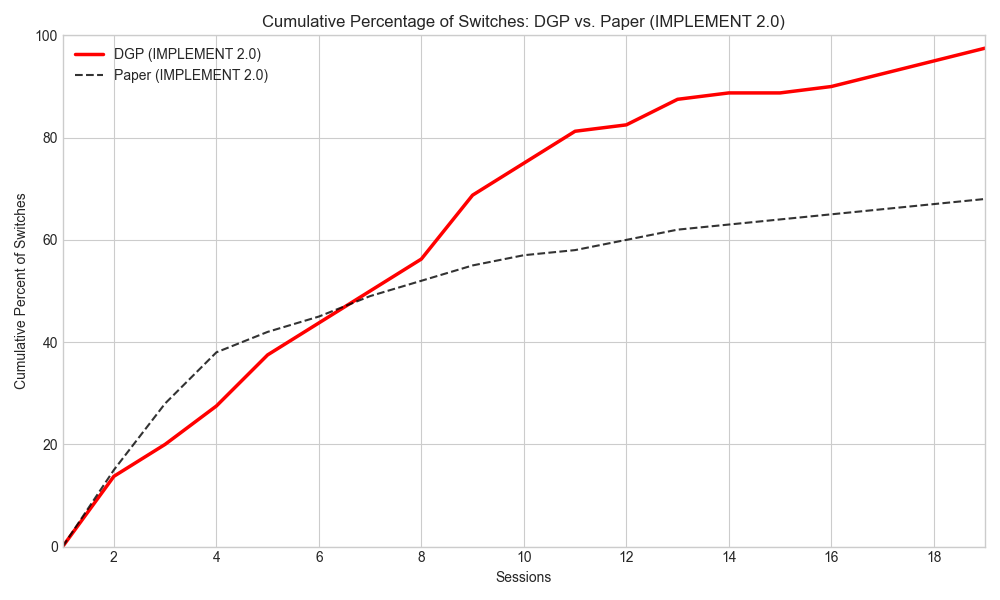 Cumulative Percentage of Switches: DGP vs. Paper (IMPLEMENT 2.0)
DGP (IMPLEMENT 2.0)
Paper (IMPLEMENT 2.0)
Cumulative Percent of Switches
100
80
60
40
20
0
2 4 6 8 10 12 14 16 18
Sessions